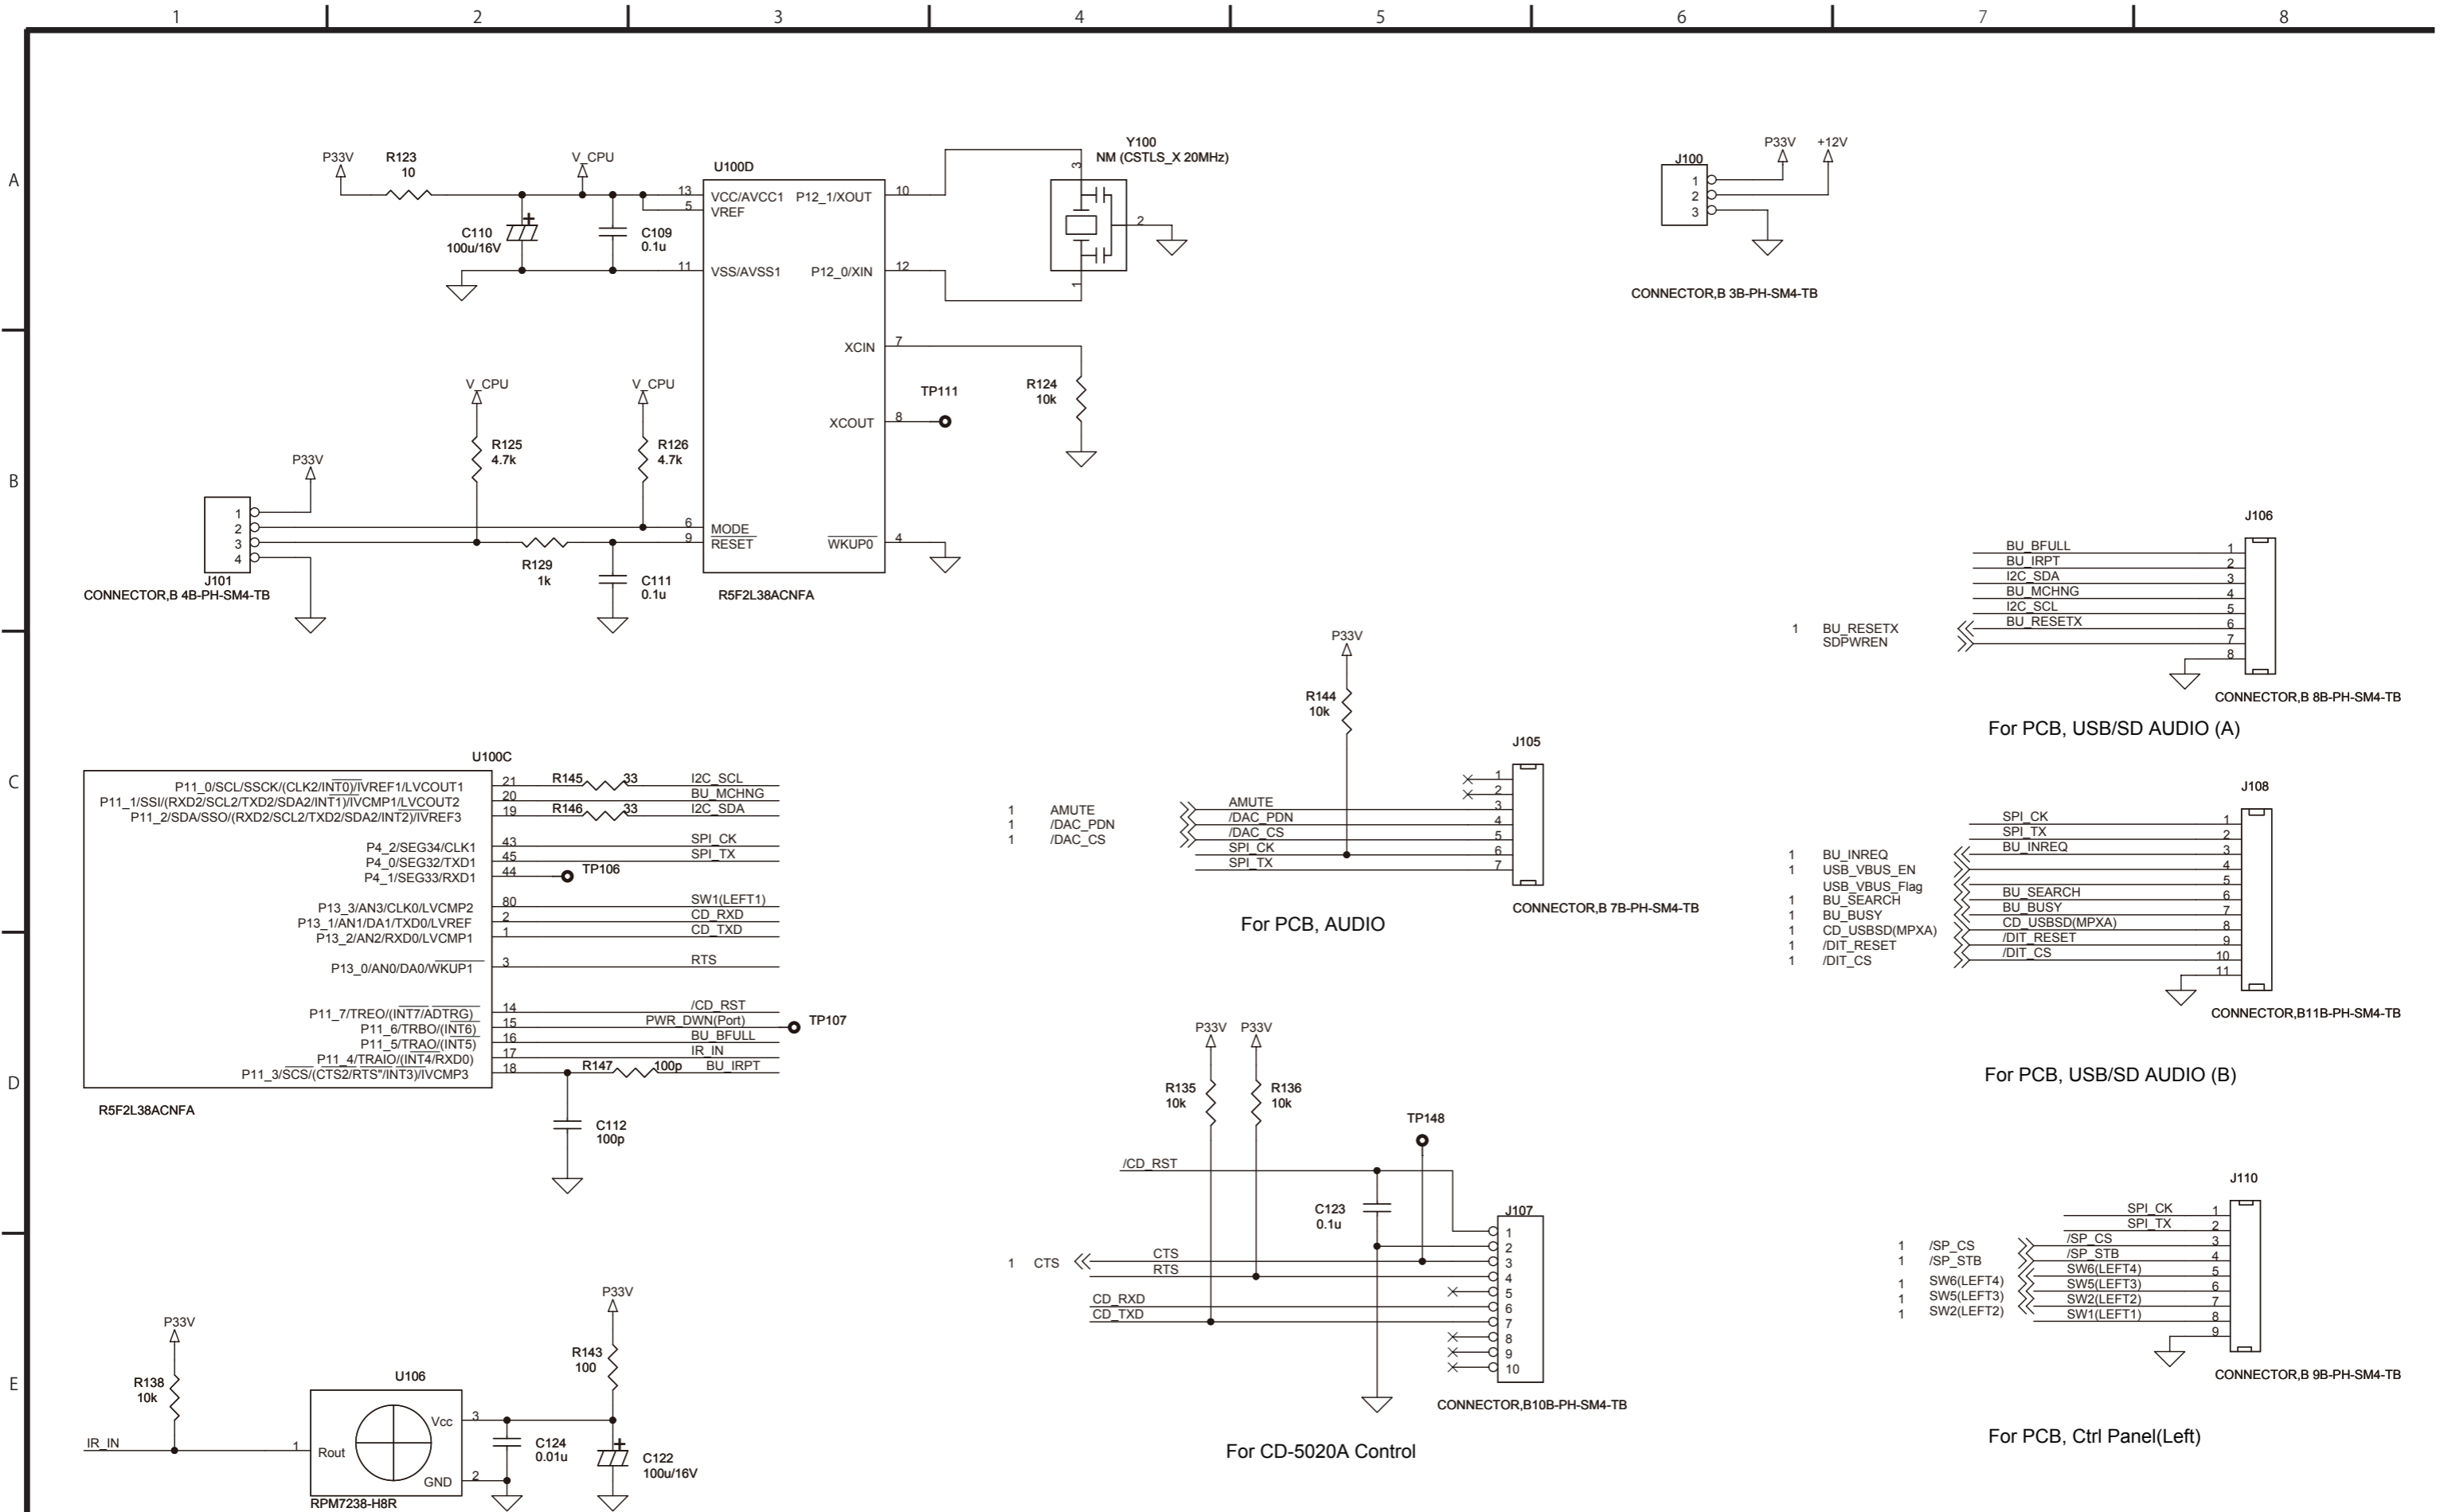 1 2 3 4 5 6 7 8
A
B
C
D
E
P33V
R123
10
V_CPU
C110
100u/16V
C109
0.1u
U100D
13 VCC/AVCC1
5 VREF
11 VSS/AVSS1
6 MODE
9 RESET
P12_1/XOUT 10
P12_0/XIN 12
XCIN 7
XCOUT 8
WKUP0 4
R5F2L38ACNFA
Y100
NM (CSTLS_X 20MHz)
3
2
1
TP111
R124
10k
V_CPU
R125
4.7k
V_CPU
R126
4.7k
P33V
1
2
3
4
J101
CONNECTOR,B 4B-PH-SM4-TB
R129
1k
C111
0.1u
J100
P33V
+12V
1
2
3
CONNECTOR,B 3B-PH-SM4-TB
J106
BU_BFULL 1
BU_IRPT 2
I2C_SDA 3
BU_MCHNG 4
I2C_SCL 5
1 BU_RESETX BU_RESETX 6
SDPWREN 7
8
CONNECTOR,B 8B-PH-SM4-TB
For PCB, USB/SD AUDIO (A)
U100C
P11_0/SCL/SSCK/(CLK2/INT0)/IVREF1/LVCOUT1 21 R145 33 I2C_SCL
P11_1/SSI/(RXD2/SCL2/TXD2/SDA2/INT1)/IVCMP1/LVCOUT2 20 BU_MCHNG
P11_2/SDA/SSO/(RXD2/SCL2/TXD2/SDA2/INT2)/IVREF3 19 R146 33 I2C_SDA
P4_2/SEG34/CLK1 43 SPI_CK
P4_0/SEG32/TXD1 45 SPI_TX
P4_1/SEG33/RXD1 44 TP106
P13_3/AN3/CLK0/LVCMP2 80 SW1(LEFT1)
P13_1/AN1/DA1/TXD0/LVREF 2 CD_RXD
P13_2/AN2/RXD0/LVCMP1 1 CD_TXD
P13_0/AN0/DA0/WKUP1 3 RTS
P11_7/TREO/(INT7/ADTRG) 14 /CD_RST
P11_6/TRBO/(INT6) 15 PWR_DWN(Port) TP107
P11_5/TRAO/(INT5) 16 BU_BFULL
P11_4/TRAIO/(INT4/RXD0) 17 IR_IN
P11_3/SCS/(CTS2/RTS"/INT3)/IVCMP3 18 R147 100p BU_IRPT
R5F2L38ACNFA
C112
100p
P33V
R144
10k
J105
1
2
1 AMUTE AMUTE 3
1 /DAC_PDN /DAC_PDN 4
1 /DAC_CS /DAC_CS 5
SPI_CK 6
SPI_TX 7
CONNECTOR,B 7B-PH-SM4-TB
For PCB, AUDIO
J108
SPI_CK 1
SPI_TX 2
1 BU_INREQ BU_INREQ 3
1 USB_VBUS_EN 4
USB_VBUS_Flag 5
1 BU_SEARCH BU_SEARCH 6
1 BU_BUSY BU_BUSY 7
1 CD_USBSD(MPXA) CD_USBSD(MPXA) 8
1 /DIT_RESET /DIT_RESET 9
1 /DIT_CS /DIT_CS 10
11
CONNECTOR,B11B-PH-SM4-TB
For PCB, USB/SD AUDIO (B)
P33V P33V
R135
10k
R136
10k
TP148
/CD_RST
C123
0.1u
J107
1
2
1 CTS CTS 3
RTS 4
5
CD_RXD 6
CD_TXD 7
8
9
10
CONNECTOR,B10B-PH-SM4-TB
For CD-5020A Control
J110
SPI_CK 1
SPI_TX 2
1 /SP_CS /SP_CS 3
1 /SP_STB /SP_STB 4
1 SW6(LEFT4) SW6(LEFT4) 5
1 SW5(LEFT3) SW5(LEFT3) 6
1 SW2(LEFT2) SW2(LEFT2) 7
SW1(LEFT1) 8
9
CONNECTOR,B 9B-PH-SM4-TB
For PCB, Ctrl Panel(Left)
P33V
R138
10k
IR_IN
U106
1 Rout
Vcc 3
GND 2
RPM7238-H8R
P33V
R143
100
C124
0.01u
C122
100u/16V